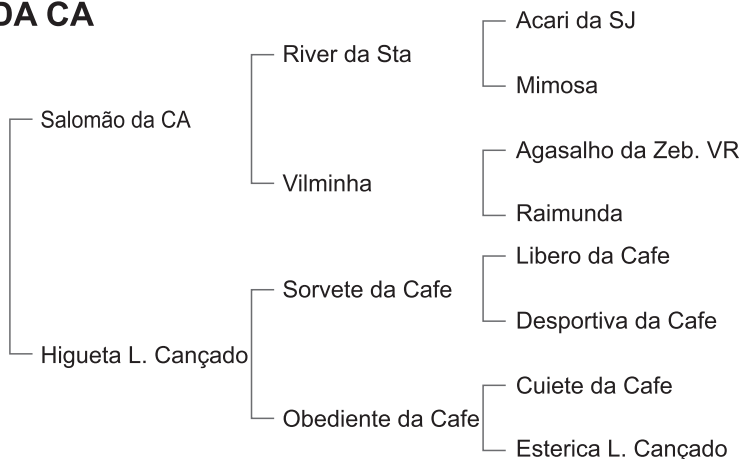 DA CA
Acari da SJ
River da Sta
Mimosa
Salomão da CA
Agasalho da Zeb. VR
Vilminha
Raimunda
Libero da Cafe
Sorvete da Cafe
Desportiva da Cafe
Higueta L. Cançado
Cuiete da Cafe
Obediente da Cafe
Esterica L. Cançado